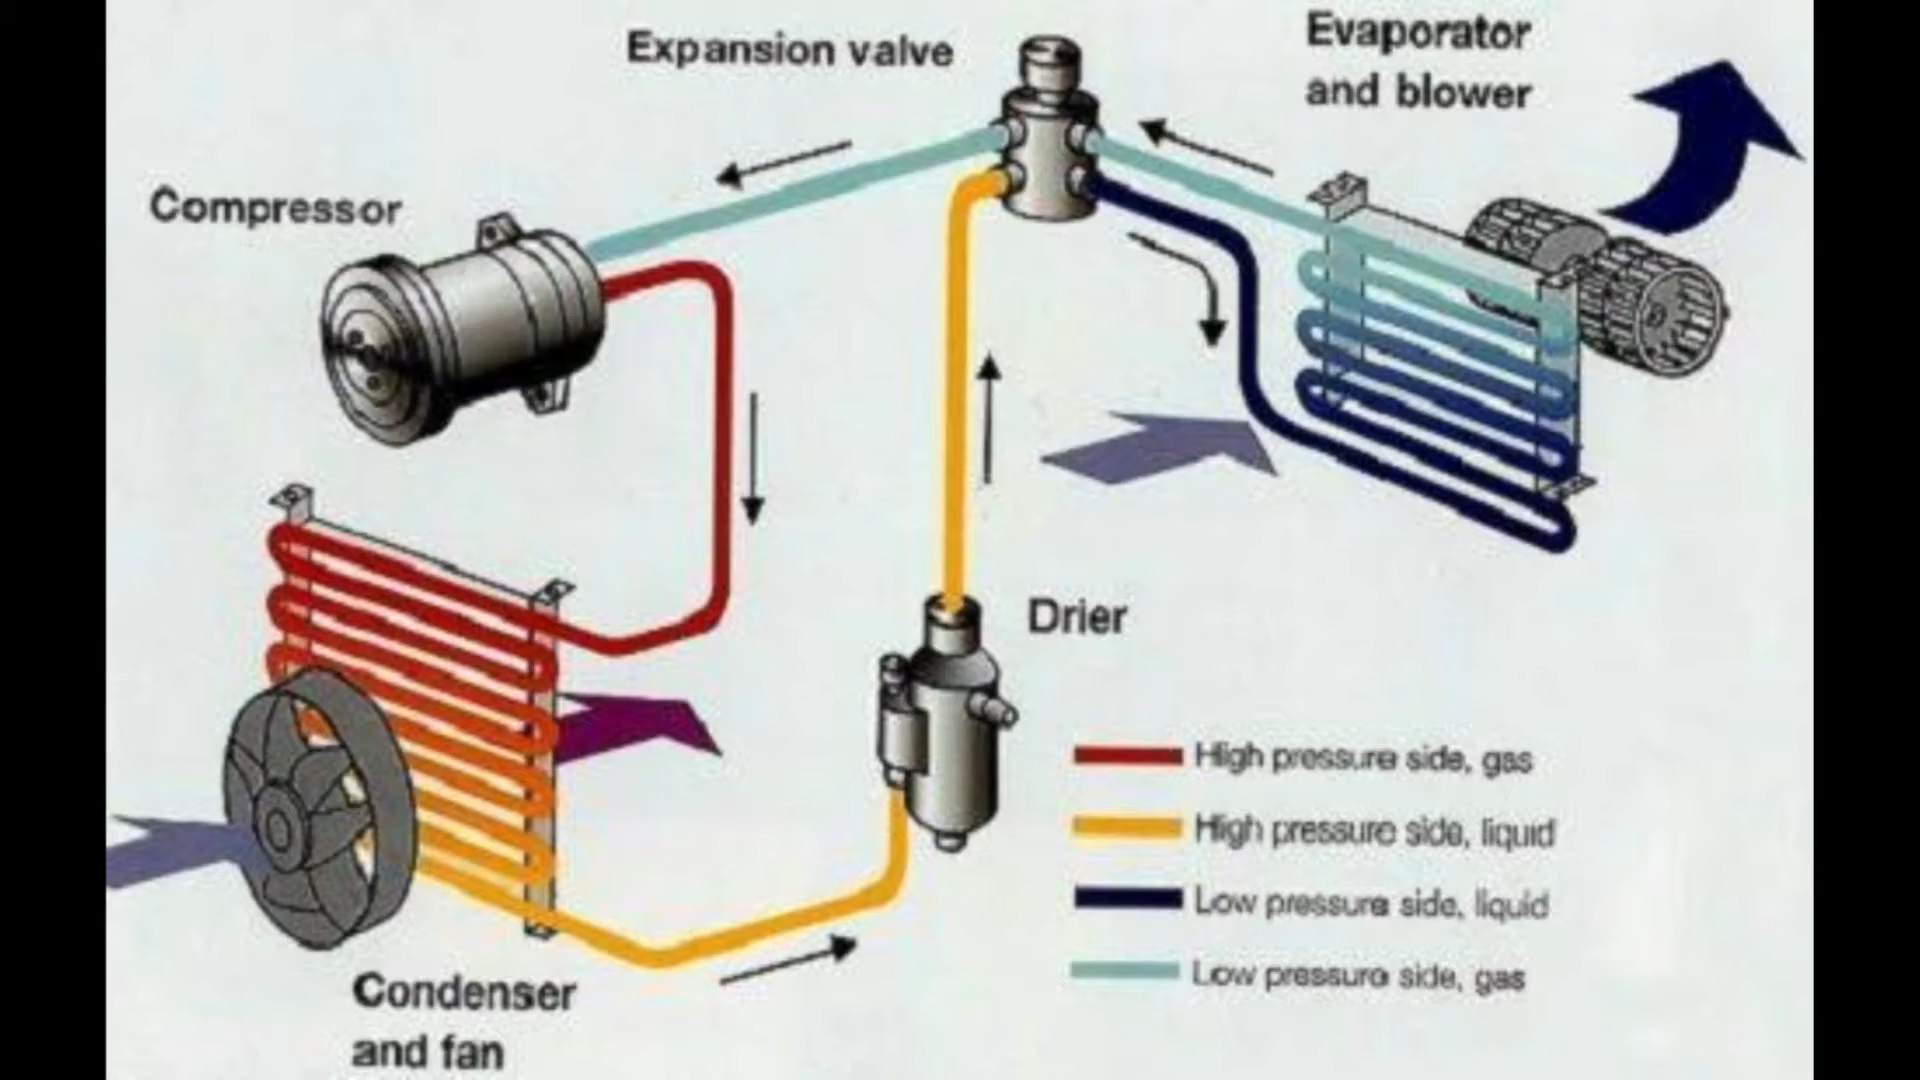 Expansion valve
Evaporator
and blower
Compressor
Drier
High pressure side, gas
High pressure side, liquid
Low pressure side, liquid
Low pressure side, gas
Condenser
and fan